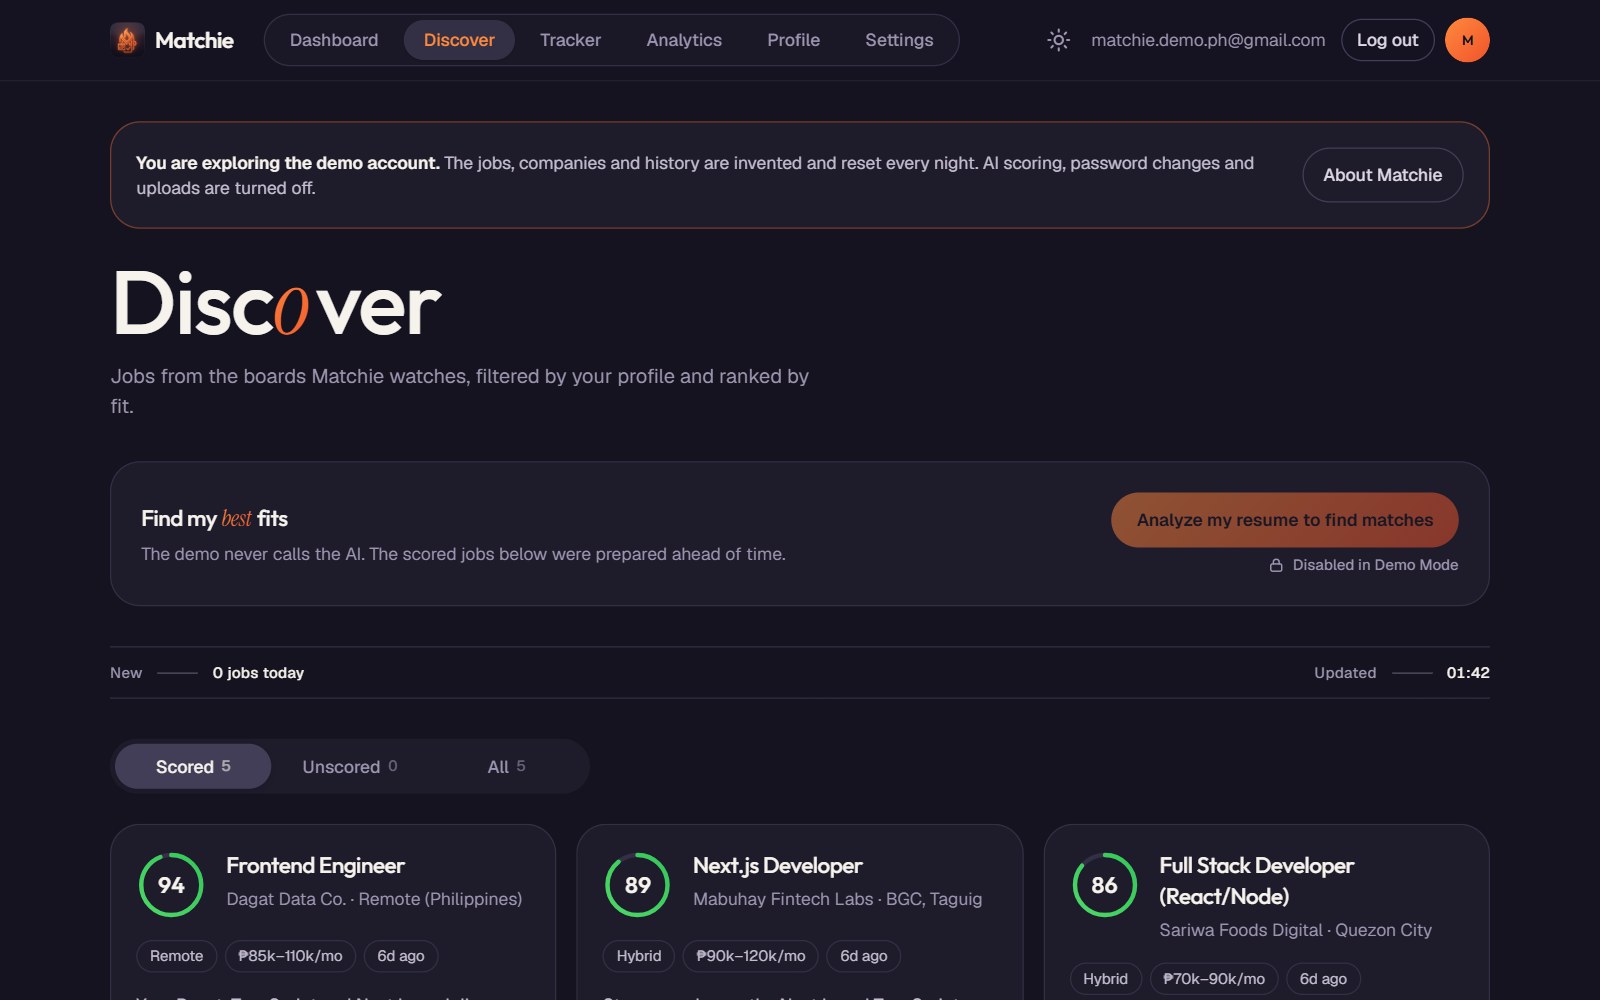 Matchie
Dashboard
Discover
Tracker
Analytics
Profile
Settings
matchie.demo.ph@gmail.com
Log out
M
You are exploring the demo account. The jobs, companies and history are invented and reset every night. AI scoring, password changes and
uploads are turned off.
About Matchie
Discover
Jobs from the boards Matchie watches, filtered by your profile and ranked by
fit.
Find my best fits
The demo never calls the AI. The scored jobs below were prepared ahead of time.
Analyze my resume to find matches
Disabled in Demo Mode
New
0 jobs today
Updated
01:42
Scored 5
Unscored 0
All 5
94
Frontend Engineer
Dagat Data Co. · Remote (Philippines)
Remote
₱85k–110k/mo
6d ago
89
Next.js Developer
Mabuhay Fintech Labs · BGC, Taguig
Hybrid
₱90k–120k/mo
6d ago
86
Full Stack Developer
(React/Node)
Sariwa Foods Digital · Quezon City
Hybrid
₱70k–90k/mo
6d ago